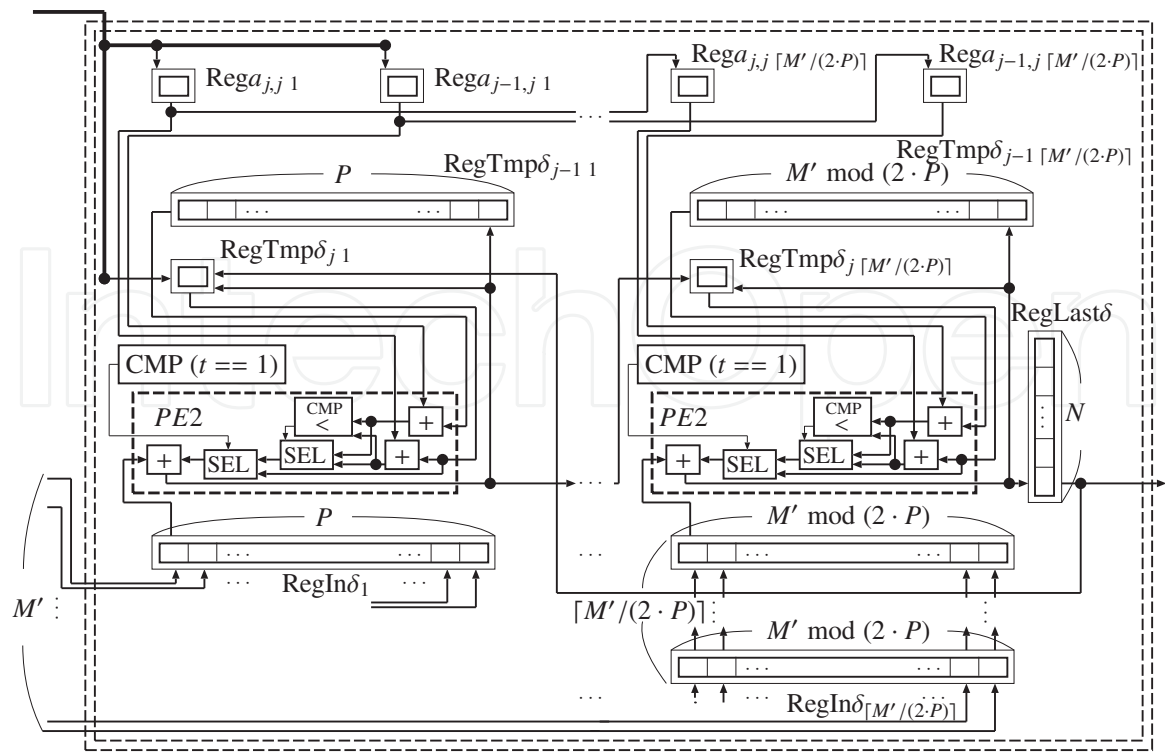 Rega_{j,j 1}
Rega_{j−1,j 1}
Rega_{j,j ⌈M′/(2·P)⌉}
Rega_{j−1,j ⌈M′/(2·P)⌉}
···
RegTmpδ_{j−1 1}
RegTmpδ_{j−1 ⌈M′/(2·P)⌉}
P
M′ mod (2 · P)
··· ···
··· ···
RegTmpδ_{j 1}
RegTmpδ_{j ⌈M′/(2·P)⌉}
IntechOpen
RegLastδ
CMP (t == 1)
CMP (t == 1)
PE2
CMP
<
+
+
SEL
SEL
+
PE2
CMP
<
+
+
SEL
SEL
+
N
···
···
P
M′ mod (2 · P)
··· ···
···
··· ···
RegInδ_1
··· ···
M′
⌈M′/(2 · P)⌉
M′ mod (2 · P)
··· ···
···
··· ···
RegInδ_{⌈M′/(2·P)⌉}